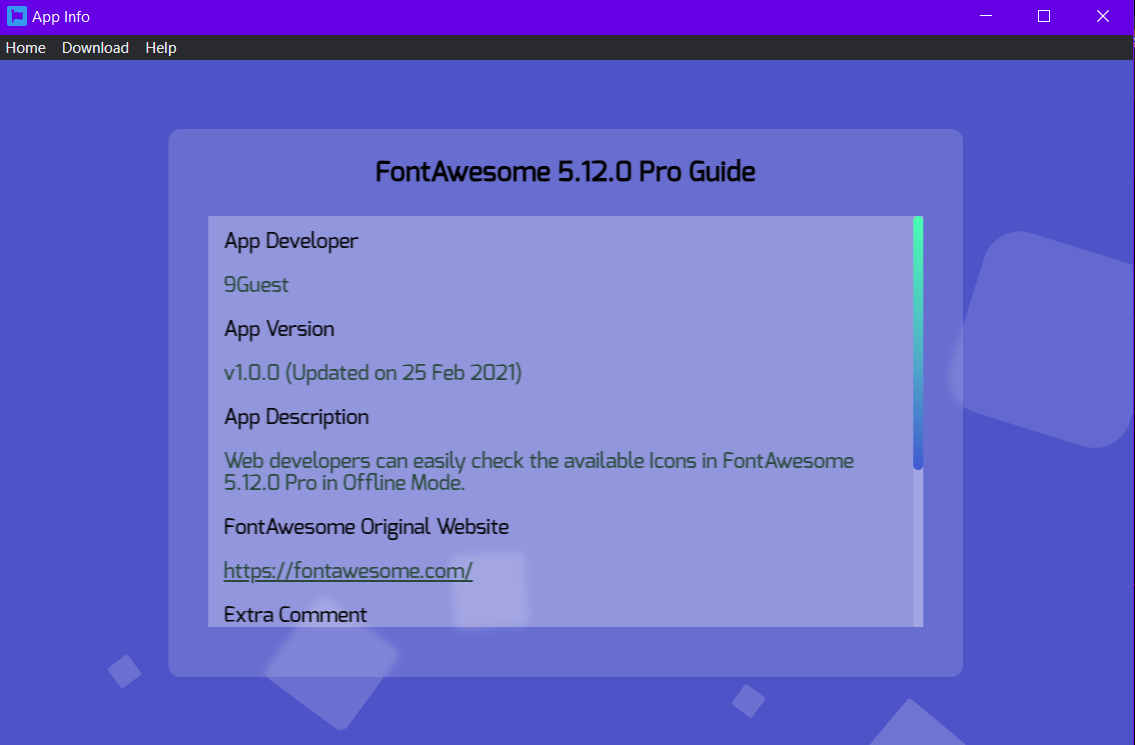 App Info
Home Download Help
FontAwesome 5.12.0 Pro Guide
App Developer
9Guest
App Version
v1.0.0 (Updated on 25 Feb 2021)
App Description
Web developers can easily check the available Icons in FontAwesome
5.12.0 Pro in Offline Mode.
FontAwesome Original Website
https://fontawesome.com/
Extra Comment